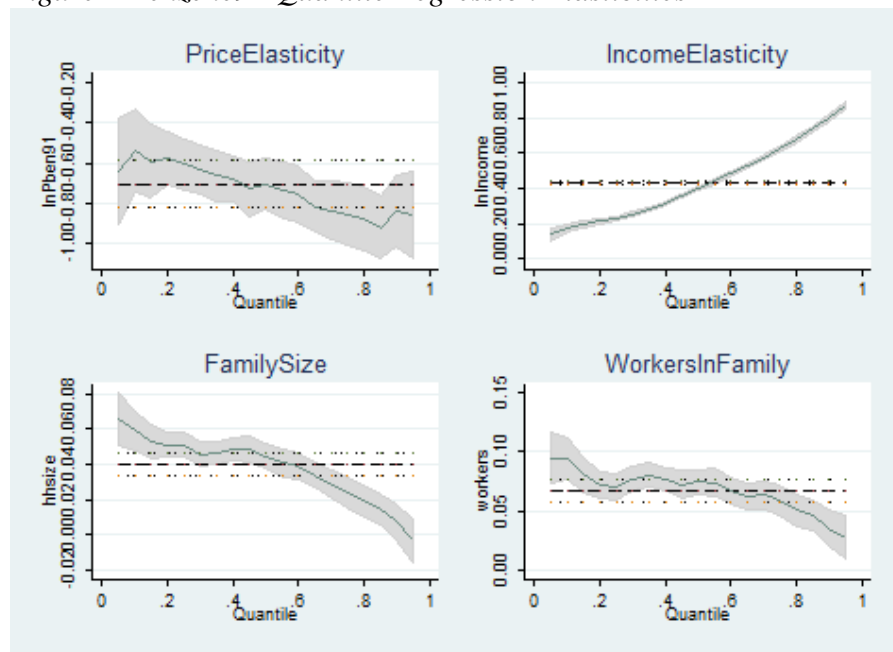 Quantile Regression Elasticities
PriceElasticity
lnPben91
-1.00-0.80-0.60-0.40-0.20
0 .2 .4 .6 .8 1
Quantile
IncomeElasticity
lnIncome
0.000.200.400.600.801.00
0 .2 .4 .6 .8 1
Quantile
FamilySize
hhsize
-0.020.000.020.040.060.08
0 .2 .4 .6 .8 1
Quantile
WorkersInFamily
workers
0.00 0.05 0.10 0.15
0 .2 .4 .6 .8 1
Quantile